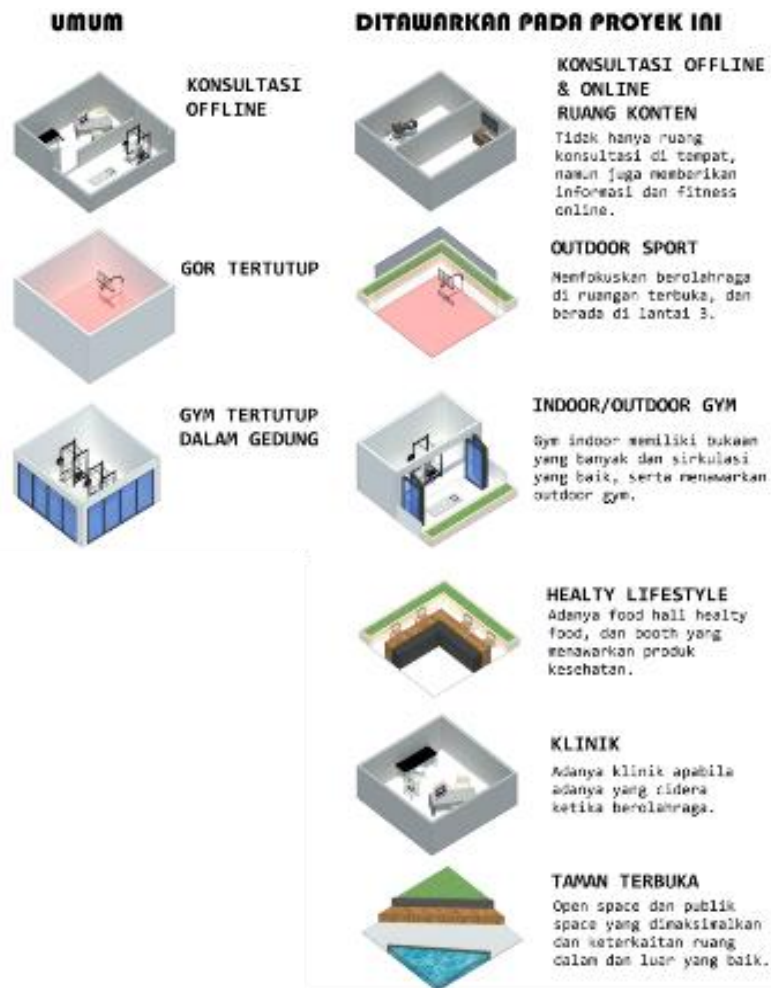 UMUM
DITAWARKAN PADA PROYEK INI
KONSULTASI
OFFLINE
KONSULTASI OFFLINE
& ONLINE
RUANG KONTEN
Tidak hanya ruang
konsultasi di tempat,
namun juga memberikan
informasi dan fitness
online.
GOR TERTUTUP
OUTDOOR SPORT
Memfokuskan berolahraga
di ruangan terbuka, dan
berada di lantai 3.
GYM TERTUTUP
DALAM GEDUNG
INDOOR/OUTDOOR GYM
Gym indoor memiliki bukaan
yang banyak dan sirkulasi
yang baik, serta menawarkan
outdoor gym.
HEALTY LIFESTYLE
Adanya food hall healty
food, dan booth yang
menawarkan produk
kesehatan.
KLINIK
Adanya klinik apabila
adanya yang cidera
ketika berolahraga.
TAMAN TERBUKA
Open space dan publik
space yang dimaksimalkan
dan keterkaitan ruang
dalam dan luar yang baik.